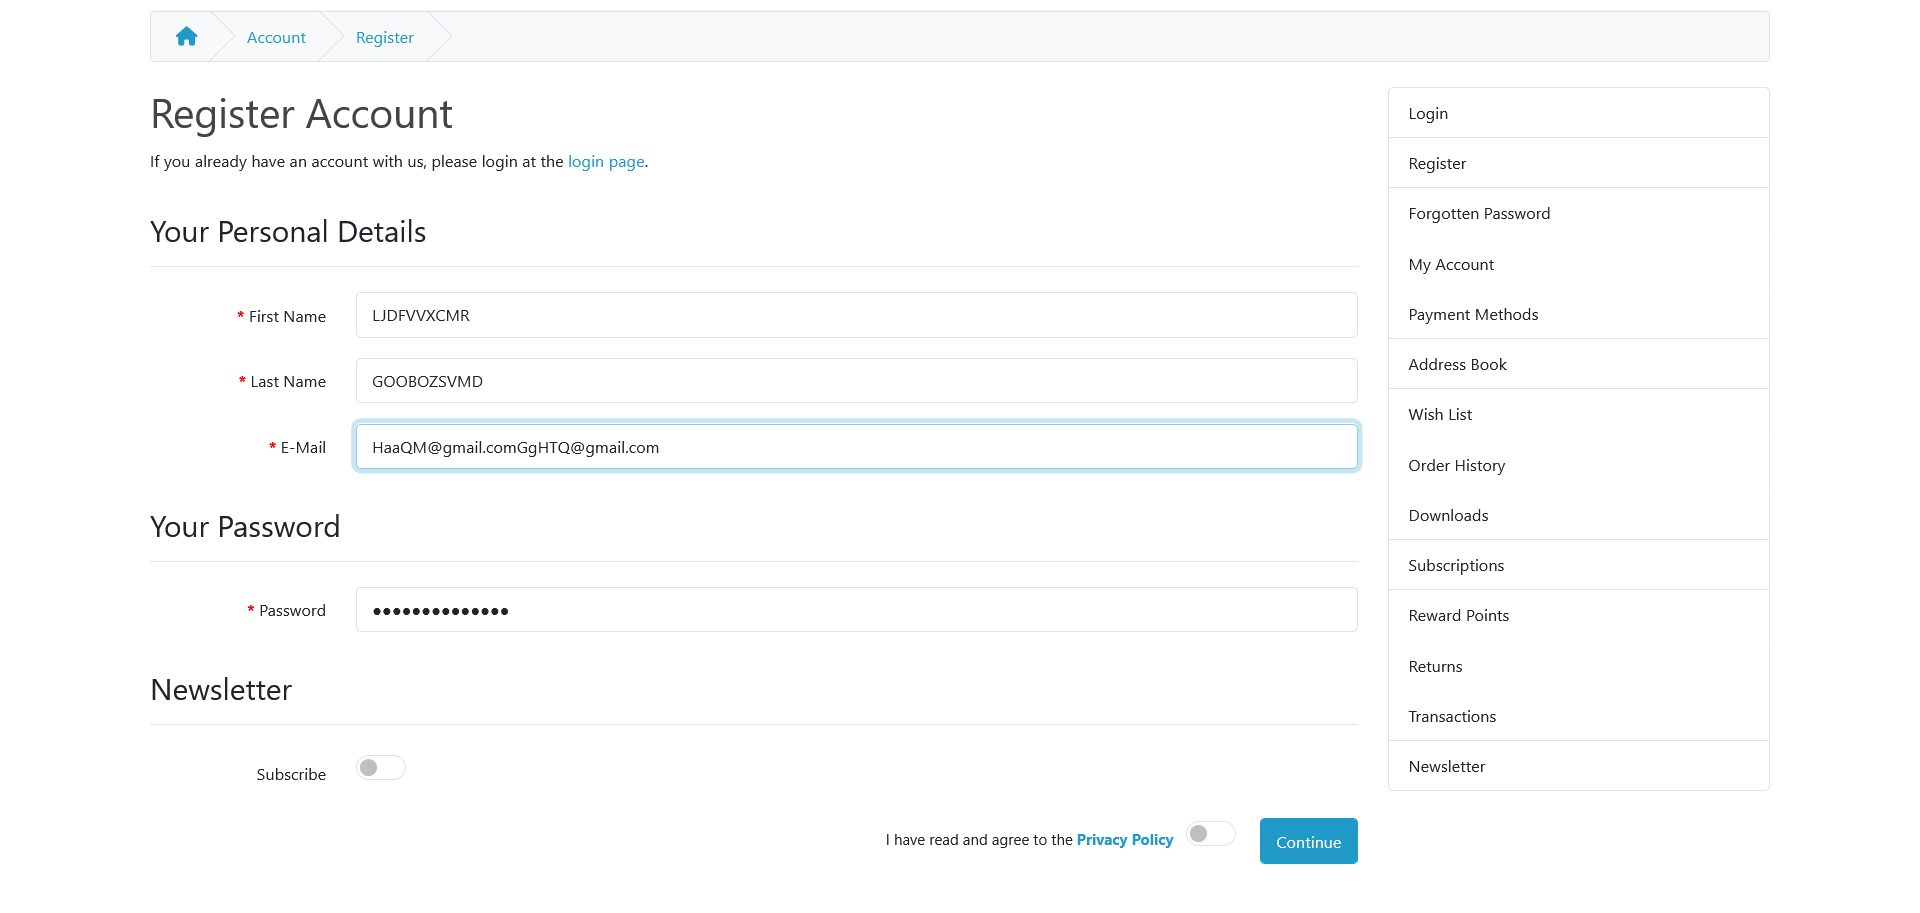 Account
Register
Register Account
If you already have an account with us, please login at the login page.
Your Personal Details
* First Name
LJDFVVXCMR
* Last Name
GOOBOZSVMD
* E-Mail
HaaQM@gmail.comGgHTQ@gmail.com
Your Password
* Password
●●●●●●●●●●●●●●
Newsletter
Subscribe
I have read and agree to the Privacy Policy
Continue
Login
Register
Forgotten Password
My Account
Payment Methods
Address Book
Wish List
Order History
Downloads
Subscriptions
Reward Points
Returns
Transactions
Newsletter